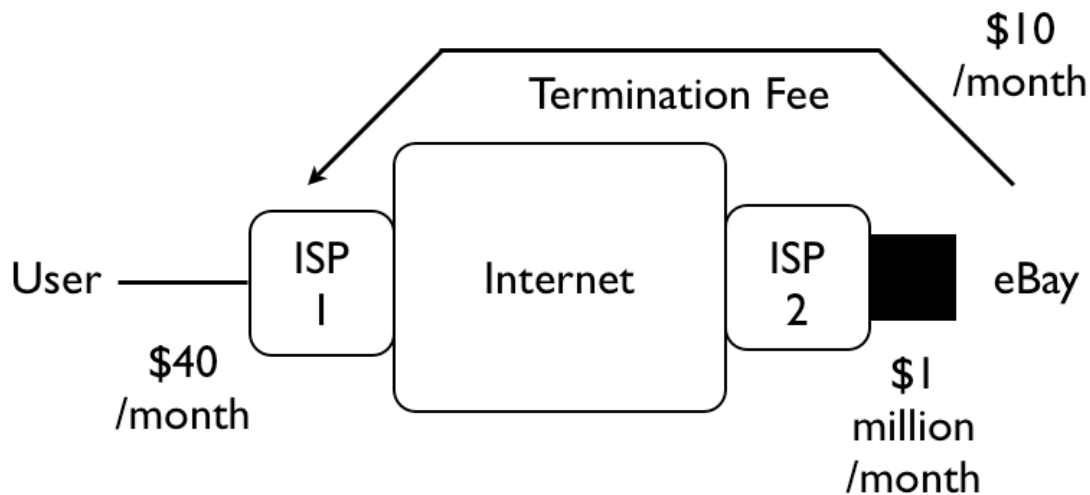 $10
/month
Termination Fee
User
ISP
1
Internet
ISP
2
eBay
$40
/month
$1
million
/month